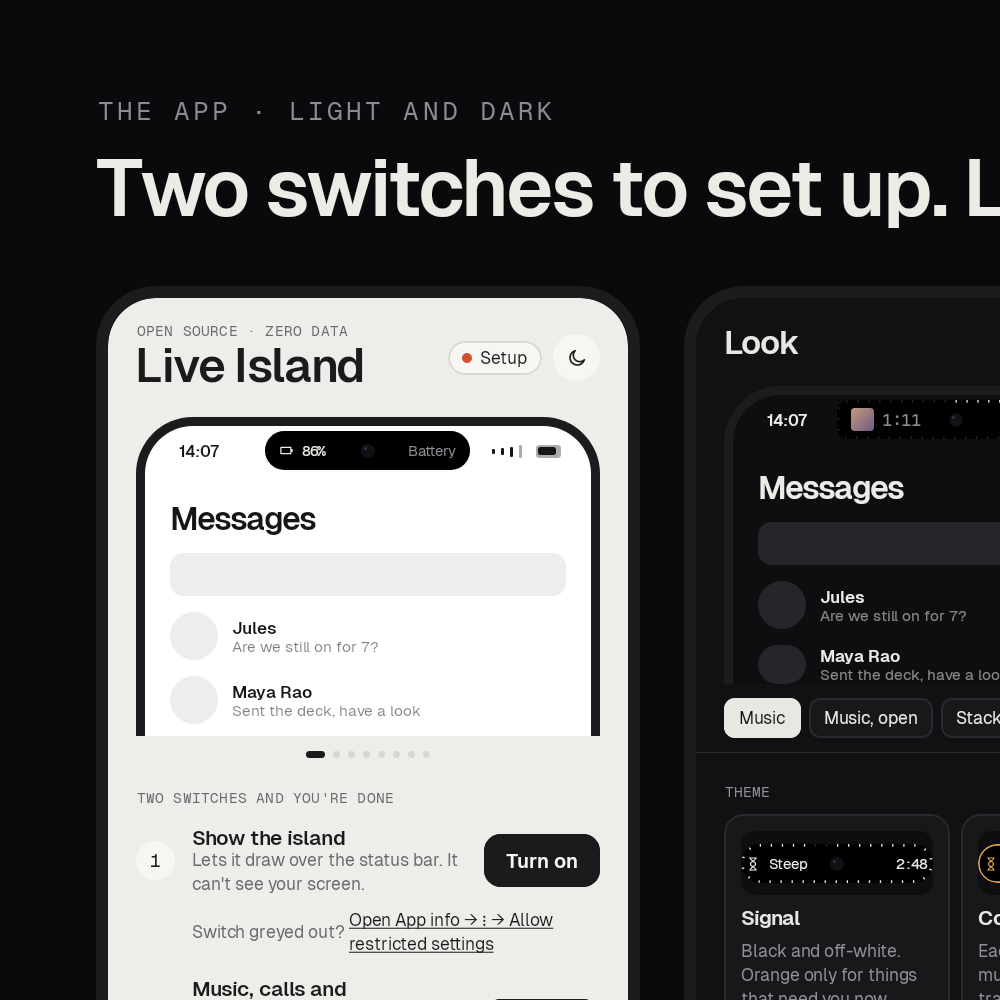 THE APP · LIGHT AND DARK
Two switches to set up. L
OPEN SOURCE · ZERO DATA
Live Island
Setup
14:07
86%
Battery
Messages
Jules
Are we still on for 7?
Maya Rao
Sent the deck, have a look
TWO SWITCHES AND YOU'RE DONE
1
Show the island
Lets it draw over the status bar. It
can't see your screen.
Turn on
Switch greyed out? Open App info → ⋮ → Allow
restricted settings
Music, calls and
Look
14:07
1:11
Messages
Jules
Are we still on for 7?
Maya Rao
Sent the deck, have a loo
Music
Music, open
Stack
THEME
Steep
2:48
Signal
Black and off-white.
Orange only for things
that need you now
Co
Eac
mu
tra